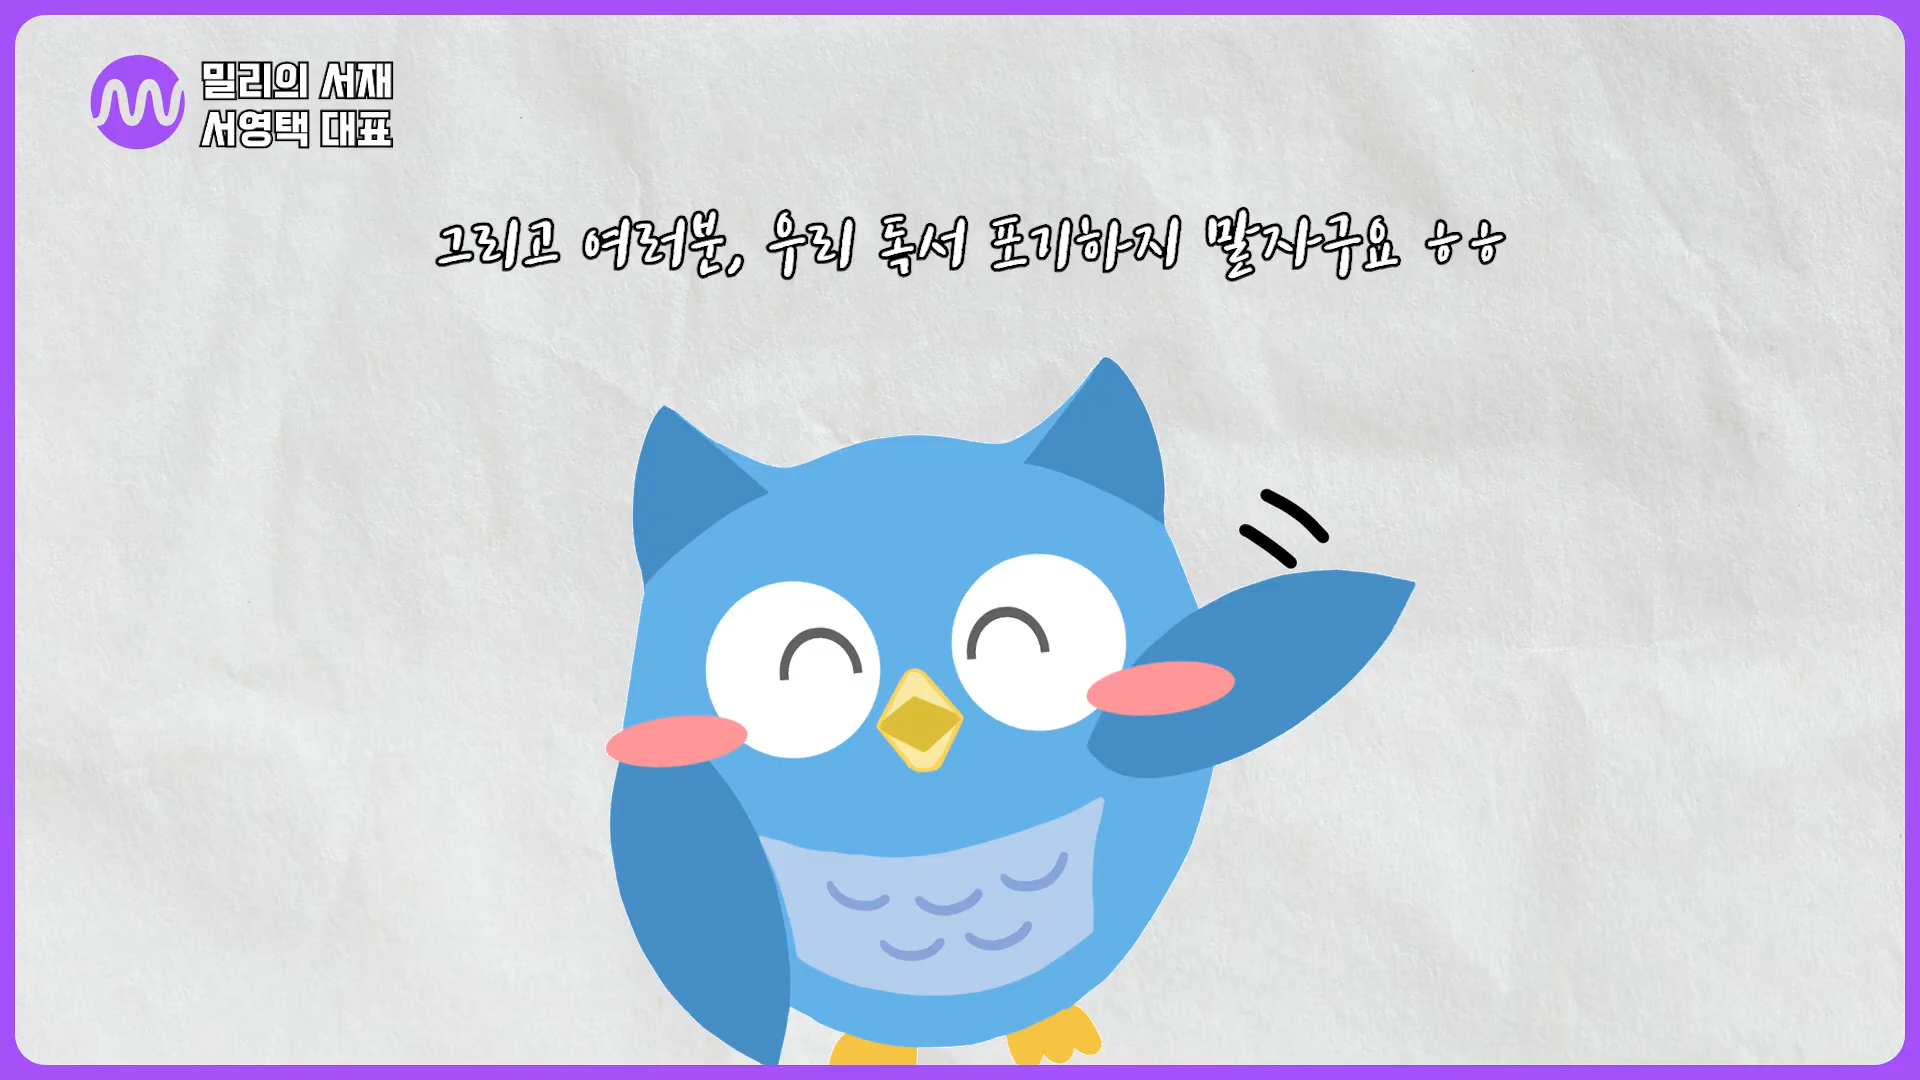 밀리의 서재
서영택 대표
그리고 여러분, 우리 독서 포기하지 말자구요 ㅎㅎ